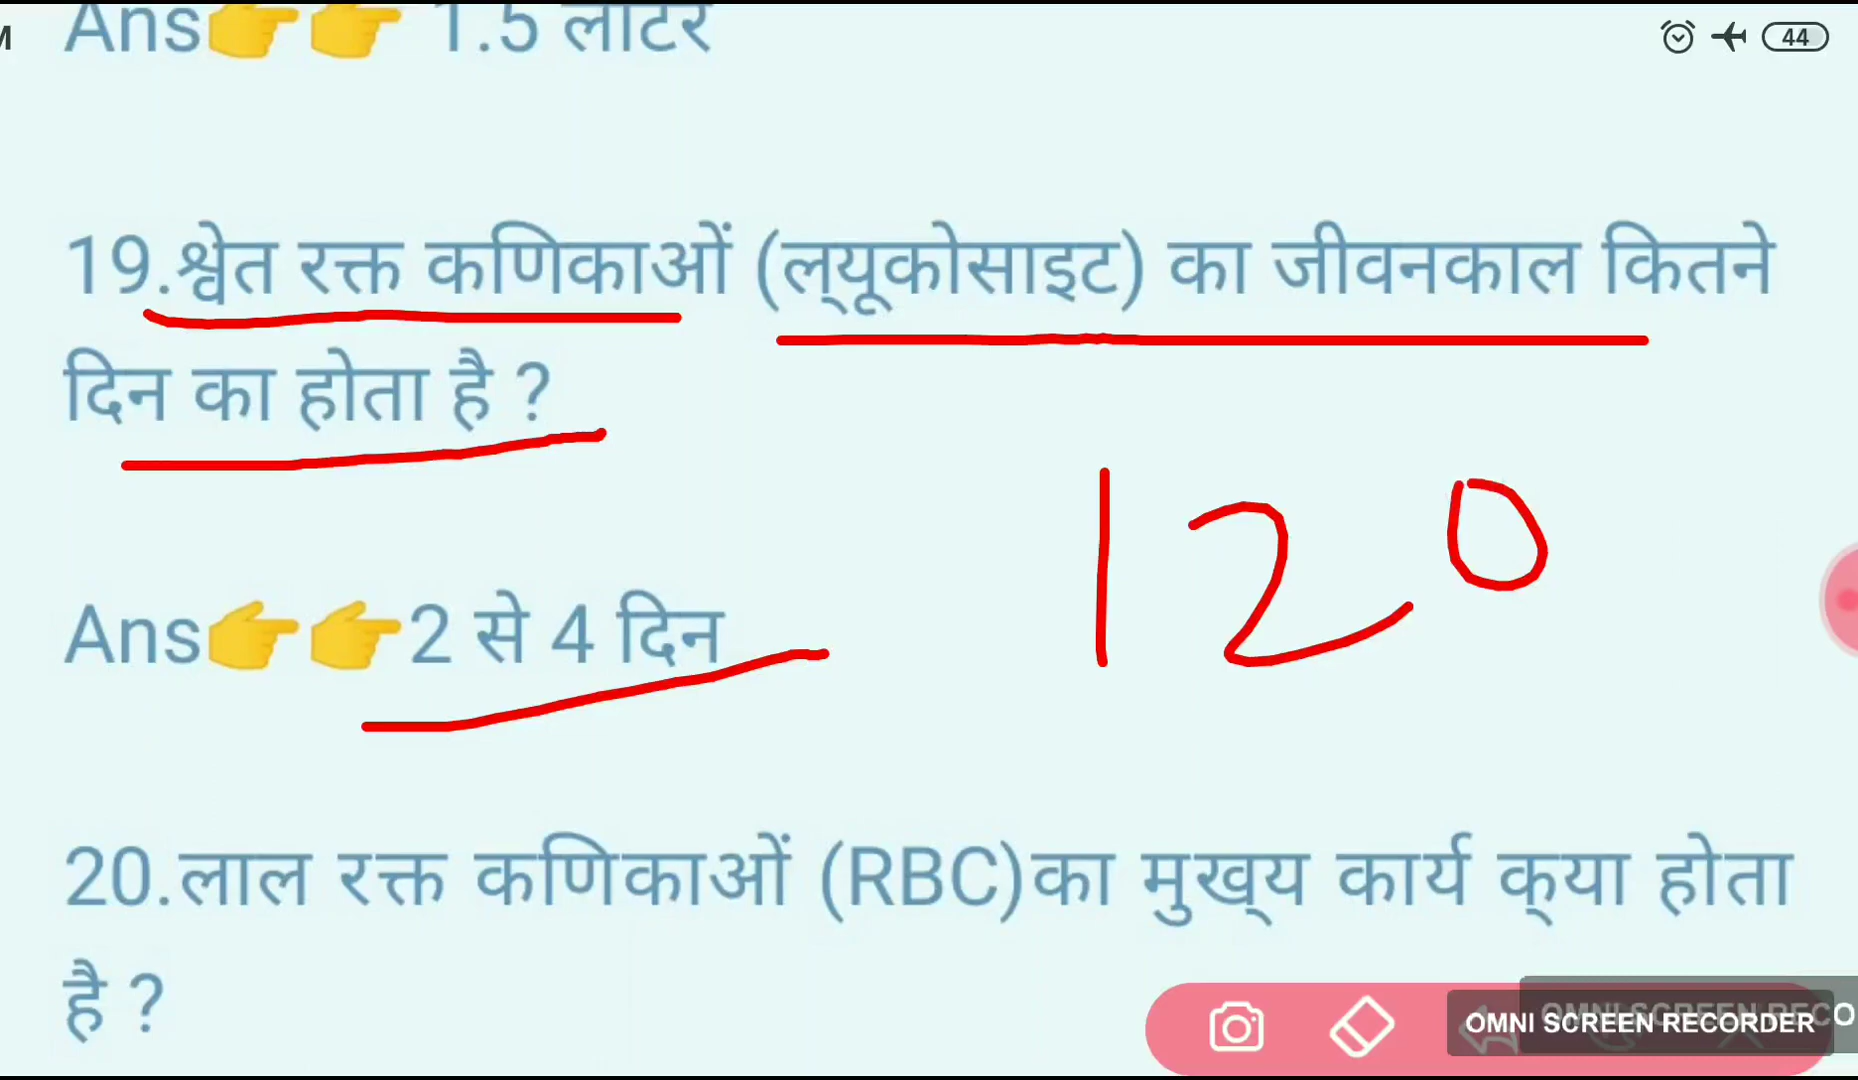 Ans👉👉 1.5 लीटर
44
19.श्वेत रक्त कणिकाओं (ल्यूकोसाइट) का जीवनकाल कितने
दिन का होता है ?
120
Ans👉👉2 से 4 दिन
20.लाल रक्त कणिकाओं (RBC)का मुख्य कार्य क्या होता
है ?
OMNI SCREEN RECORDER